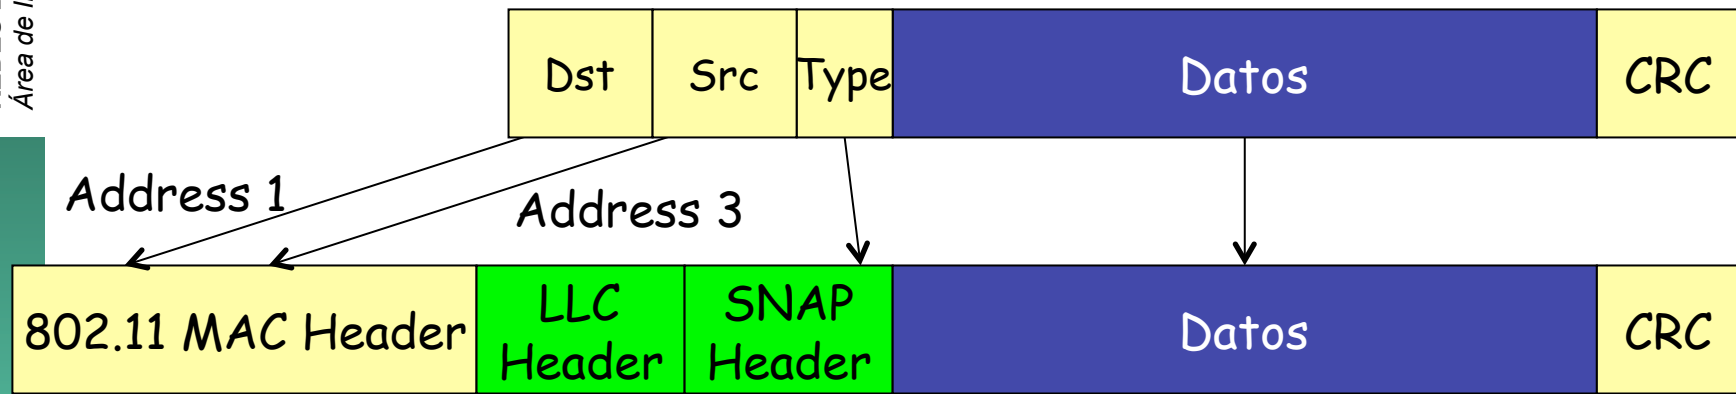 Área de
Dst
Src
Type
Datos
CRC
Address 1
Address 3
802.11 MAC Header
LLC
Header
SNAP
Header
Datos
CRC